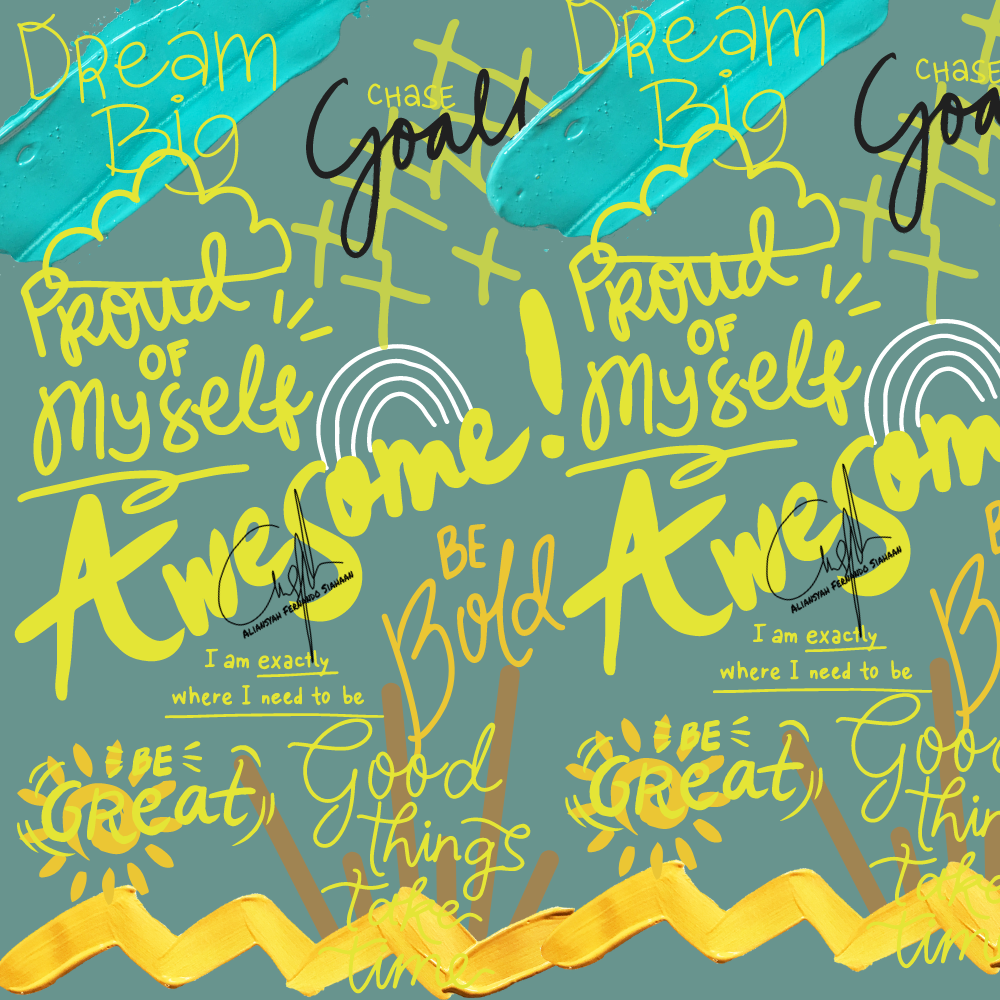 Dream
Big
CHASE
Goals
Proud
OF
myself
Awesome!
ALIANSYAH FERNANDO SIAHAAN
BE
Bold
I am exactly
where I need to be
BE
GREAT
Good
things
take
time
Dream
Big
CHASE
Goa
Proud
OF
myself
Awesom
ALIANSYAH FERNANDO SIAHAAN
B
B
I am exactly
where I need to be
BE
GREAT
Good
thin
take
tim